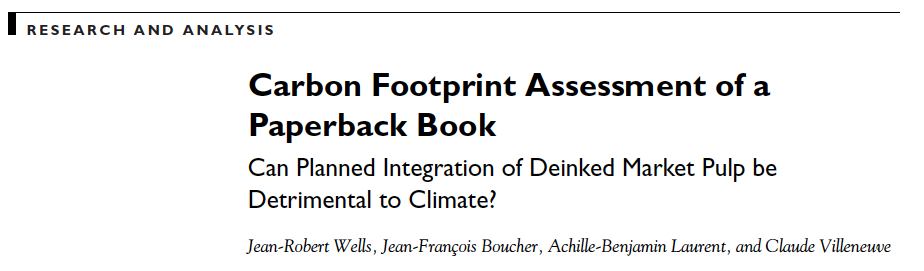 RESEARCH AND ANALYSIS
Carbon Footprint Assessment of a
Paperback Book
Can Planned Integration of Deinked Market Pulp be
Detrimental to Climate?
Jean-Robert Wells, Jean-François Boucher, Achille-Benjamin Laurent, and Claude Villeneuve